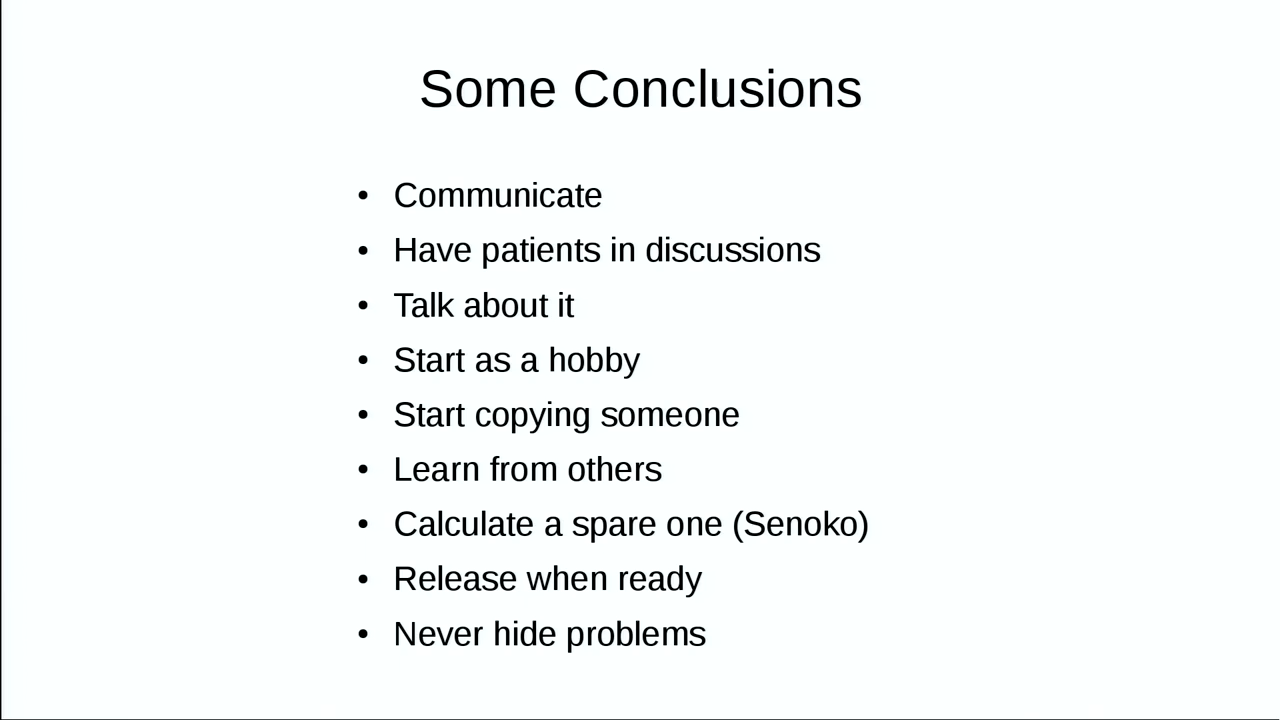 Some Conclusions
• Communicate
• Have patients in discussions
• Talk about it
• Start as a hobby
• Start copying someone
• Learn from others
• Calculate a spare one (Senoko)
• Release when ready
• Never hide problems